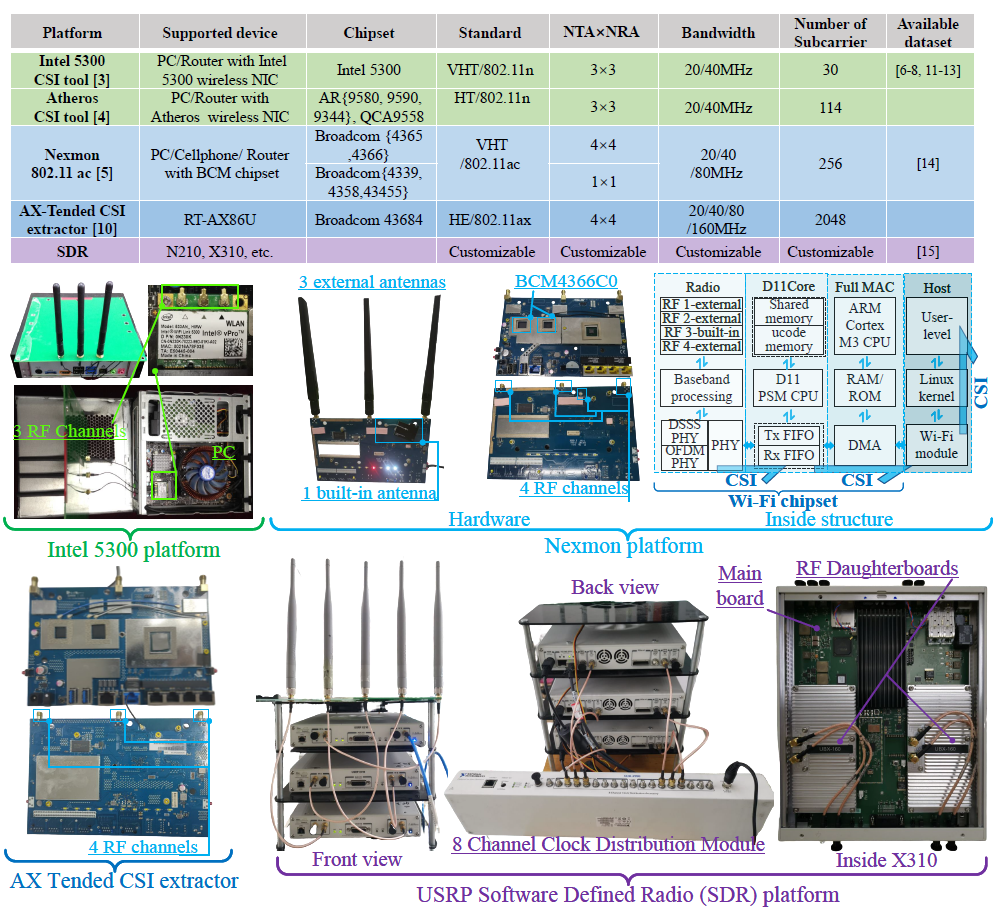 Platform Supported device Chipset Standard NTA×NRA Bandwidth Number of Subcarrier Available dataset
Intel 5300 CSI tool [3] PC/Router with Intel 5300 wireless NIC Intel 5300 VHT/802.11n 3×3 20/40MHz 30 [6-8, 11-13]
Atheros CSI tool [4] PC/Router with Atheros wireless NIC AR{9580, 9590, 9344}, QCA9558 HT/802.11n 3×3 20/40MHz 114
Nexmon 802.11 ac [5] PC/Cellphone/ Router with BCM chipset Broadcom {4365 ,4366} VHT /802.11ac 4×4 20/40 /80MHz 256 [14]
Broadcom{4339, 4358,43455} 1×1
AX-Tended CSI extractor [10] RT-AX86U Broadcom 43684 HE/802.11ax 4×4 20/40/80 /160MHz 2048
SDR N210, X310, etc. Customizable Customizable Customizable Customizable [15]
WLAN
Intel® vPro™
3 RF Channels
PC
Intel 5300 platform
3 external antennas
1 built-in antenna
BCM4366C0
4 RF channels
Hardware
Radio
RF 1-external
RF 2-external
RF 3-built-in
RF 4-external
Baseband processing
DSSS PHY
OFDM PHY
PHY
D11Core
Shared memory
ucode memory
D11 PSM CPU
Tx FIFO
Rx FIFO
Full MAC
ARM Cortex M3 CPU
RAM/ ROM
DMA
Host
User-level
Linux kernel
Wi-Fi module
CSI
CSI
CSI
Wi-Fi chipset
Inside structure
Nexmon platform
4 RF channels
AX Tended CSI extractor
Front view
Back view
8 Channel Clock Distribution Module
Main board
RF Daughterboards
UBX-160
UBX-160
Inside X310
USRP Software Defined Radio (SDR) platform